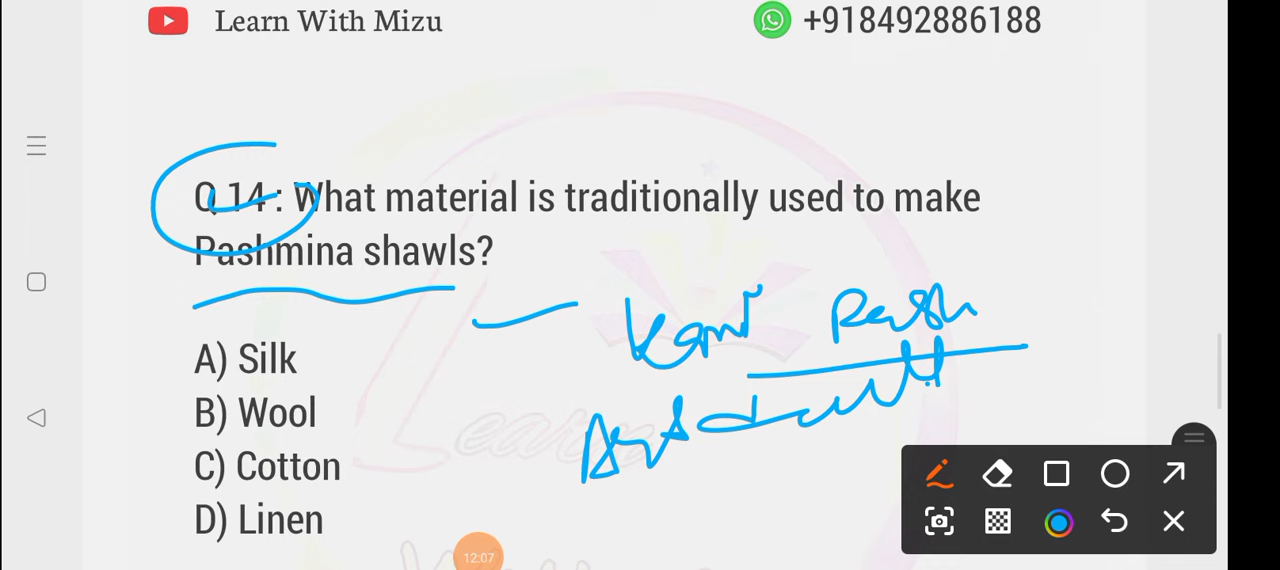 Learn With Mizu
+918492886188
Q.14 : What material is traditionally used to make
Pashmina shawls?
A) Silk
B) Wool
C) Cotton
D) Linen
Learn
12:07